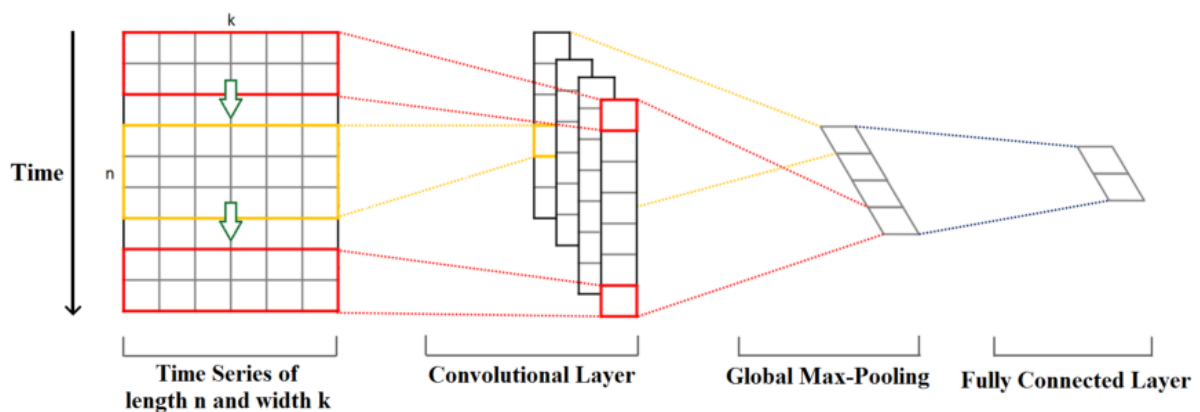 k
Time
n
Time Series of
length n and width k
Convolutional Layer
Global Max-Pooling
Fully Connected Layer